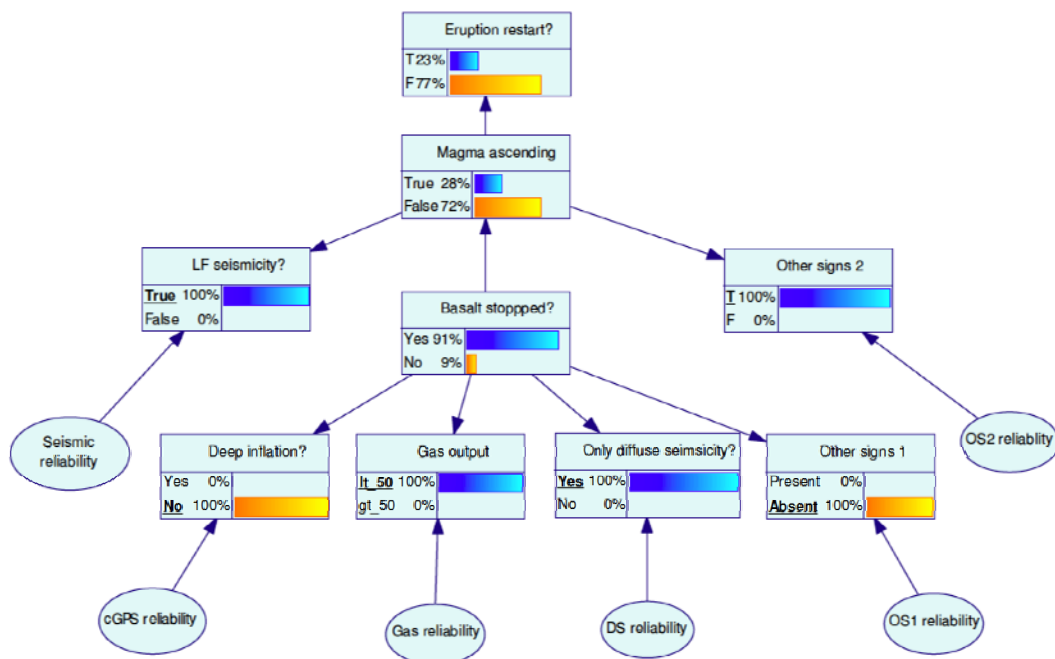 Eruption restart?
T 23%
F 77%
Magma ascending
True 28%
False 72%
LF seismicity?
True 100%
False 0%
Other signs 2
T 100%
F 0%
Basalt stoppped?
Yes 91%
No 9%
Seismic
reliability
OS2 reliablity
Deep inflation?
Yes 0%
No 100%
Gas output
lt_50 100%
gt_50 0%
Only diffuse seimsicity?
Yes 100%
No 0%
Other signs 1
Present 0%
Absent 100%
cGPS reliability
Gas reliability
DS reliability
OS1 reliability